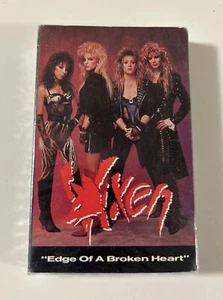 Vixen
"Edge Of A Broken Heart"